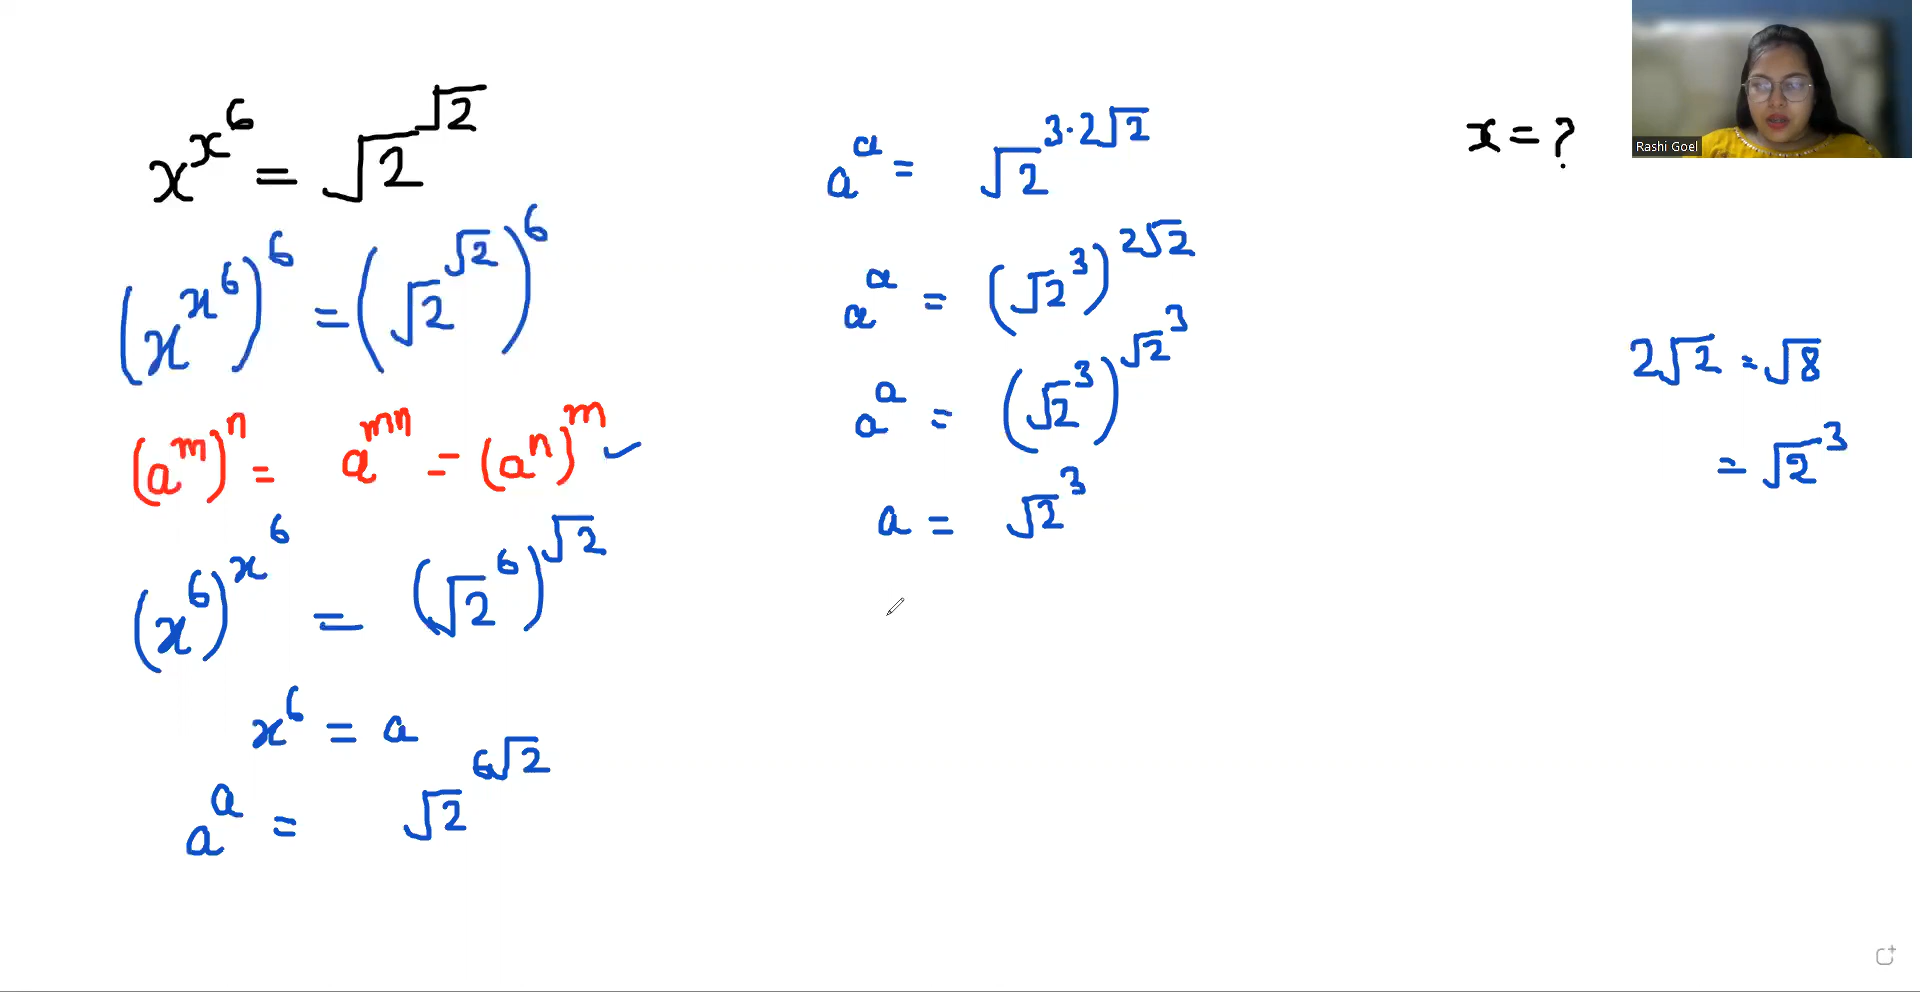 x^{x^6} = √2^{√2}
(x^{x^6})^6 = (√2^{√2})^6
(a^m)^n = a^{mn} = (a^n)^m ✓
(x^6)^{x^6} = (√2^6)^{√2}
x^6 = a
a^a = √2^{6√2}
a^a = √2^{3·2√2}
a^a = (√2^3)^{2√2}
a^a = (√2^3)^{√2^3}
a = √2^3
x = ?
2√2 = √8
= √2^3
Rashi Goel